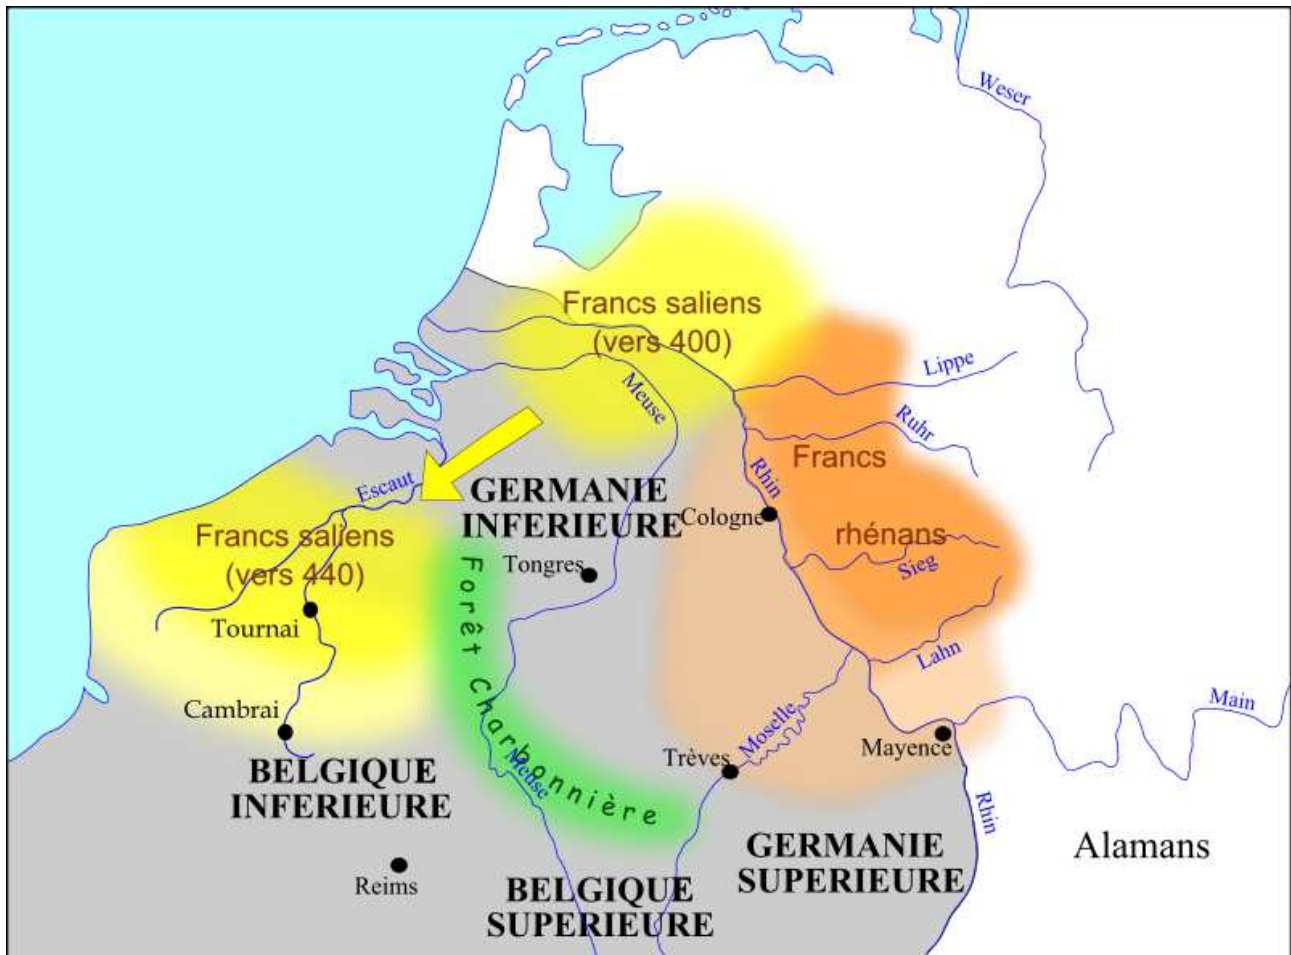 Weser
Francs saliens
(vers 400)
Lippe
Meuse
Ruhr
Francs
Rhin
Escaut
GERMANIE
INFERIEURE
Cologne
Francs saliens
(vers 440)
rhénans
Sieg
Tongres
Forêt Charbonnière
Tournai
Lahn
Cambrai
Main
Moselle
Mayence
Trèves
Meuse
BELGIQUE
INFERIEURE
Rhin
GERMANIE
SUPERIEURE
Alamans
Reims
BELGIQUE
SUPERIEURE